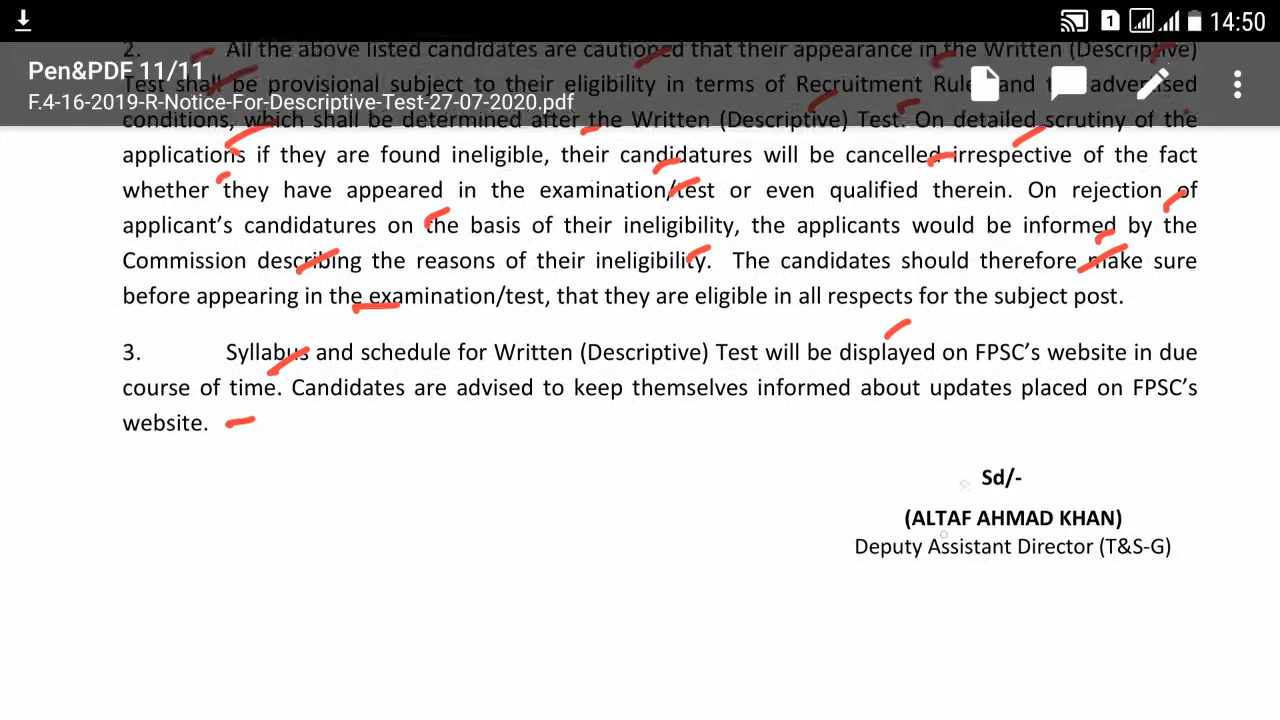 14:50
2. All the above listed candidates are cautioned that their appearance in the Written (Descriptive)
Pen&PDF 11/11
Test shall be provisional subject to their eligibility in terms of Recruitment Rules and the advertised
F.4-16-2019-R-Notice-For-Descriptive-Test-27-07-2020.pdf
conditions, which shall be determined after the Written (Descriptive) Test. On detailed scrutiny of the
applications if they are found ineligible, their candidatures will be cancelled irrespective of the fact
whether they have appeared in the examination/test or even qualified therein. On rejection of
applicant's candidatures on the basis of their ineligibility, the applicants would be informed by the
Commission describing the reasons of their ineligibility. The candidates should therefore make sure
before appearing in the examination/test, that they are eligible in all respects for the subject post.
3. Syllabus and schedule for Written (Descriptive) Test will be displayed on FPSC's website in due
course of time. Candidates are advised to keep themselves informed about updates placed on FPSC's
website.
Sd/-
(ALTAF AHMAD KHAN)
Deputy Assistant Director (T&S-G)